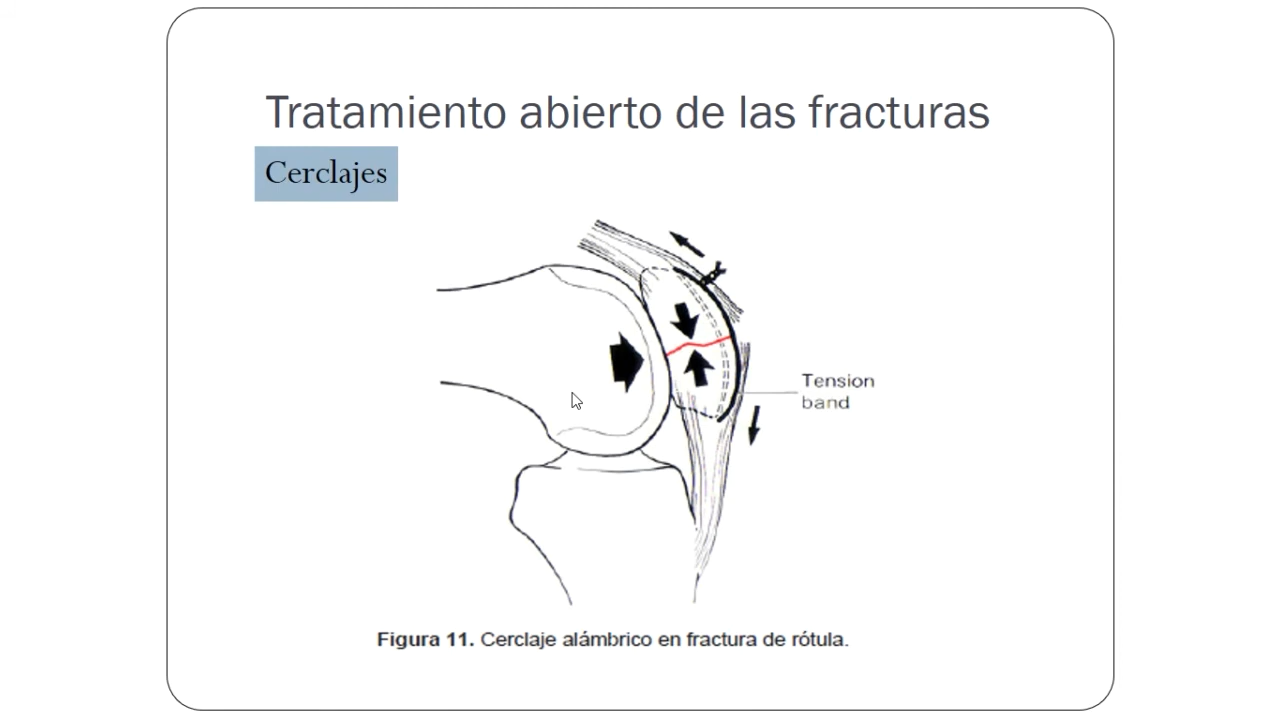 Tratamiento abierto de las fracturas
Cerclajes
Tension
band
Figura 11. Cerclaje alámbrico en fractura de rótula.